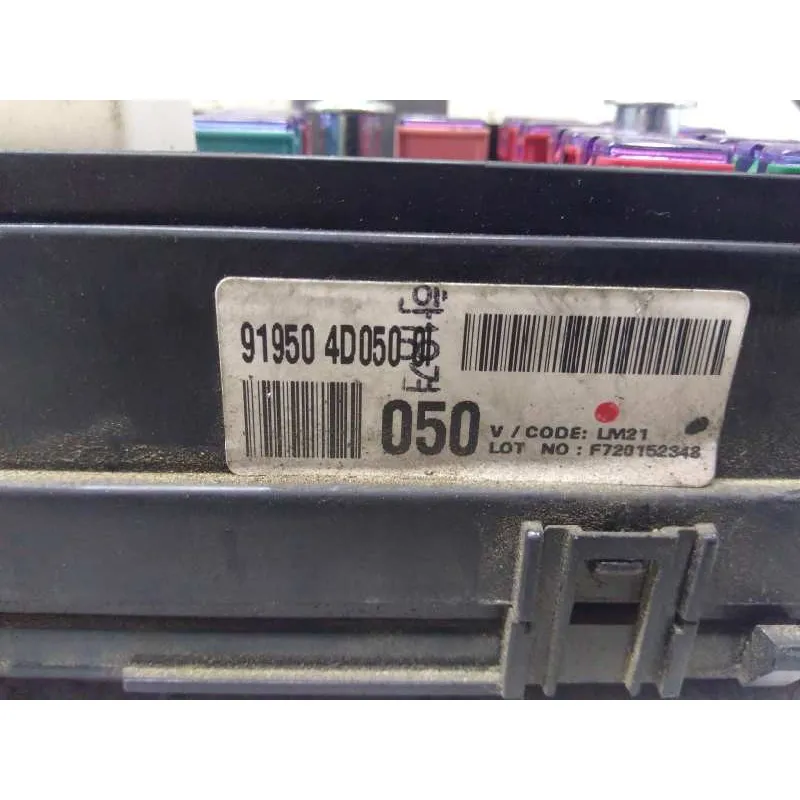 91950 4D050
050
V / CODE: LM21
LOT NO : F720152348